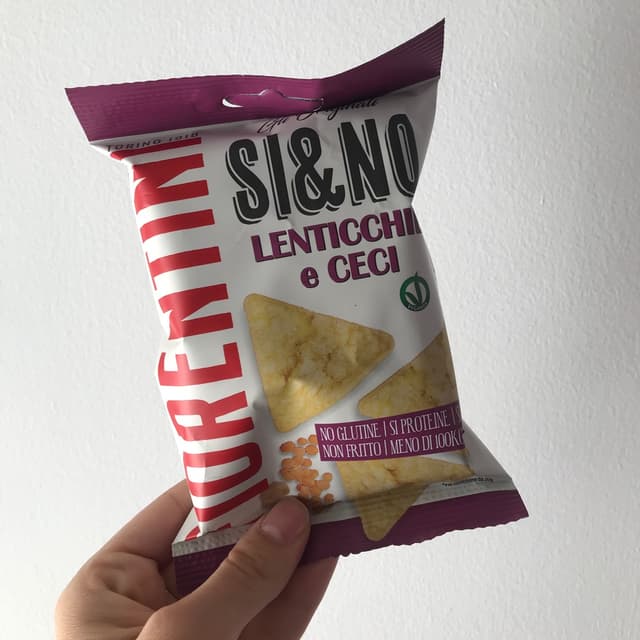 TORINO 1918
FIORENTINI
Gli Originali
SI&NO
LENTICCHIE
e CECI
NO GLUTINE | SI PROTEINE |
NON FRITTO | MENO DI 100K